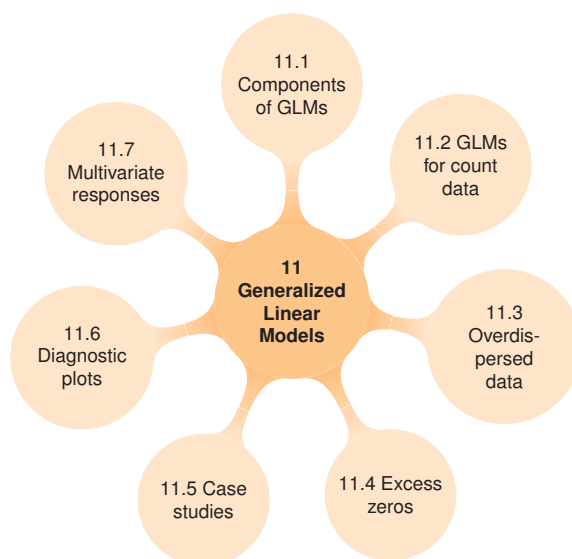 11.1
Components
of GLMs
11.2 GLMs
for count
data
11.3
Overdis-
persed
data
11.4 Excess
zeros
11.5 Case
studies
11.6
Diagnostic
plots
11.7
Multivariate
responses
11
Generalized
Linear
Models